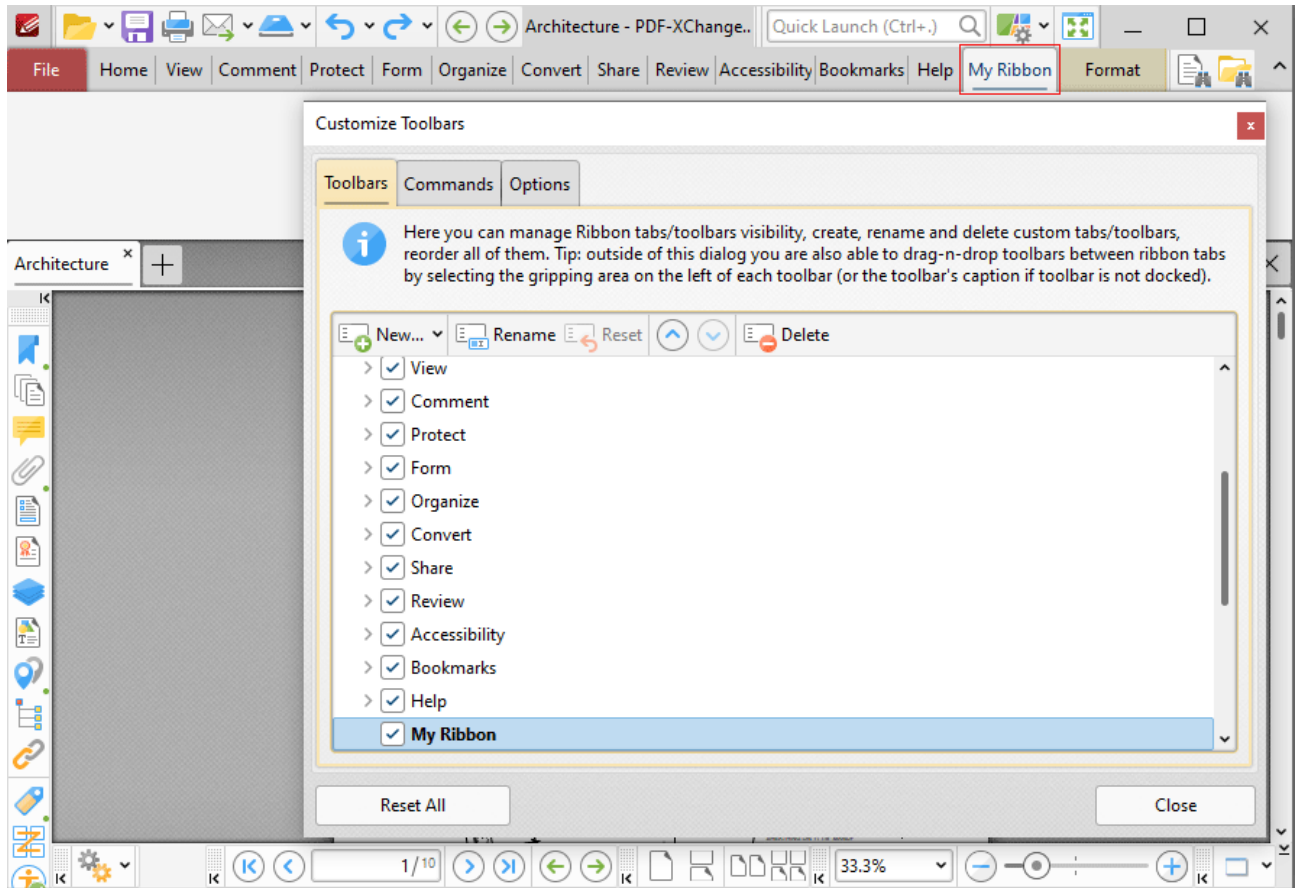 Architecture - PDF-XChange..
Quick Launch (Ctrl+.)
File Home View Comment Protect Form Organize Convert Share Review Accessibility Bookmarks Help My Ribbon Format
Customize Toolbars
x
Toolbars Commands Options
Here you can manage Ribbon tabs/toolbars visibility, create, rename and delete custom tabs/toolbars,
reorder all of them. Tip: outside of this dialog you are also able to drag-n-drop toolbars between ribbon tabs
by selecting the gripping area on the left of each toolbar (or the toolbar's caption if toolbar is not docked).
Architecture
New... Rename Reset Delete
View
Comment
Protect
Form
Organize
Convert
Share
Review
Accessibility
Bookmarks
Help
My Ribbon
Reset All Close
1/10 33.3%